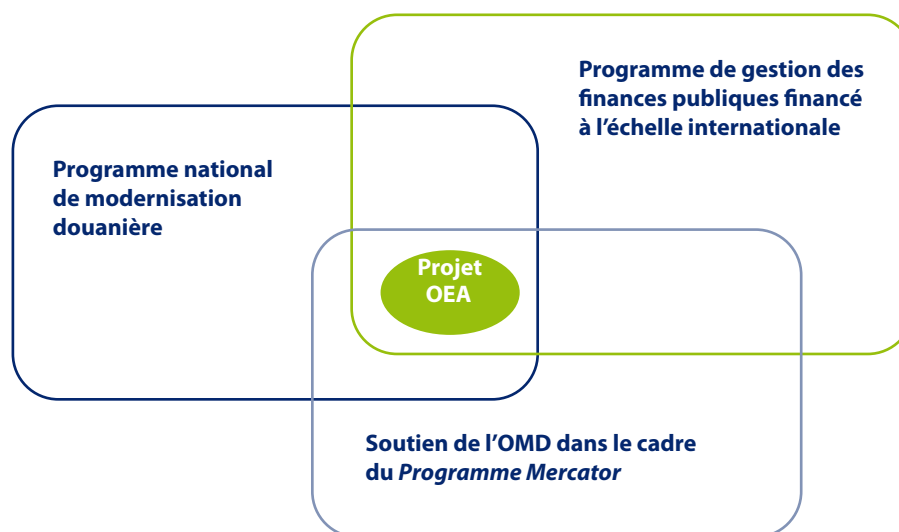 Programme de gestion des
finances publiques financé
à l’échelle internationale
Programme national
de modernisation
douanière
Projet
OEA
Soutien de l’OMD dans le cadre
du Programme Mercator